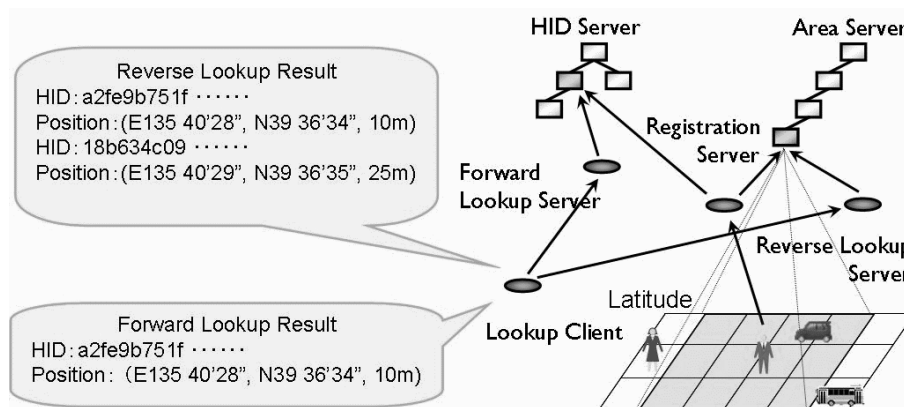 HID Server
Area Server
Reverse Lookup Result
HID:a2fe9b751f ‥‥‥
Position:(E135 40'28”, N39 36'34”, 10m)
HID:18b634c09 ‥‥‥
Position:(E135 40'29”, N39 36'35”, 25m)
Registration
Server
Forward
Lookup Server
Reverse Lookup
Server
Latitude
Lookup Client
Forward Lookup Result
HID:a2fe9b751f ‥‥‥
Position: (E135 40'28”, N39 36'34”, 10m)